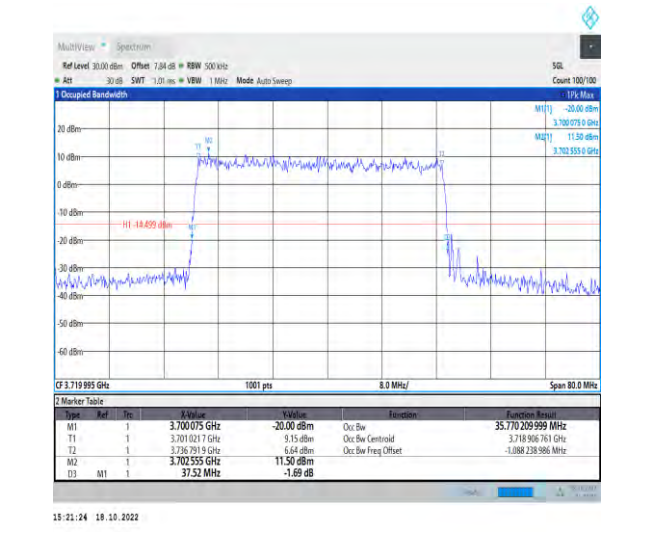 MultiView Spectrum
Ref Level 30.00 dBm Offset 7.84 dB RBW 500 kHz SGL
Att 30 dB SWT 1.01 ms VBW 1 MHz Mode Auto Sweep Count 100/100
1 Occupied Bandwidth 1Pk Max
M1[1] -20.00 dBm
3.700 075 0 GHz
M2[1] 11.50 dBm
3.702 555 0 GHz
20 dBm
M2
T1 T2
10 dBm
0 dBm
-10 dBm
H1 -14.499 dBm
M1
-20 dBm
-30 dBm
-40 dBm
-50 dBm
-60 dBm
CF 3.719 995 GHz 1001 pts 8.0 MHz/ Span 80.0 MHz
2 Marker Table
Type Ref Trc X-Value Y-Value Function Function Result
M1 1 3.700 075 GHz -20.00 dBm Occ Bw 35.770 209 999 MHz
T1 1 3.701 021 7 GHz 9.15 dBm Occ Bw Centroid 3.718 906 761 GHz
T2 1 3.736 791 9 GHz 6.64 dBm Occ Bw Freq Offset -1.088 238 986 MHz
M2 1 3.702 555 GHz 11.50 dBm
D3 M1 1 37.52 MHz -1.69 dB
15:21:24 18.10.2022